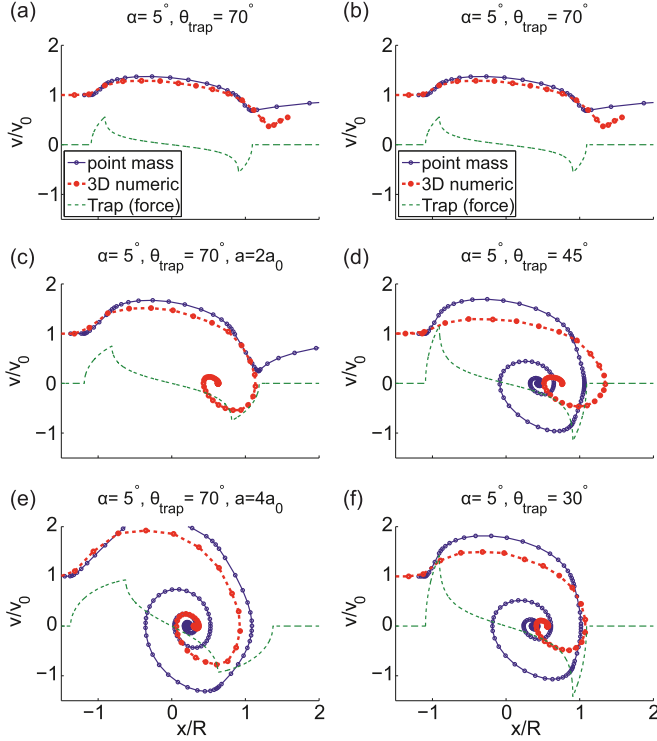 (a)
α= 5°, θtrap= 70°
v/v0
2
1
0
−1
point mass
3D numeric
Trap (force)
(b)
α= 5°, θtrap= 70°
2
1
0
−1
point mass
3D numeric
Trap (force)
(c)
α= 5°, θtrap= 70°, a=2a0
v/v0
2
1
0
−1
(d)
α= 5°, θtrap= 45°
2
1
0
−1
(e)
α= 5°, θtrap= 70°, a=4a0
v/v0
2
1
0
−1
−1 0 1 2
x/R
(f)
α= 5°, θtrap= 30°
2
1
0
−1
−1 0 1 2
x/R